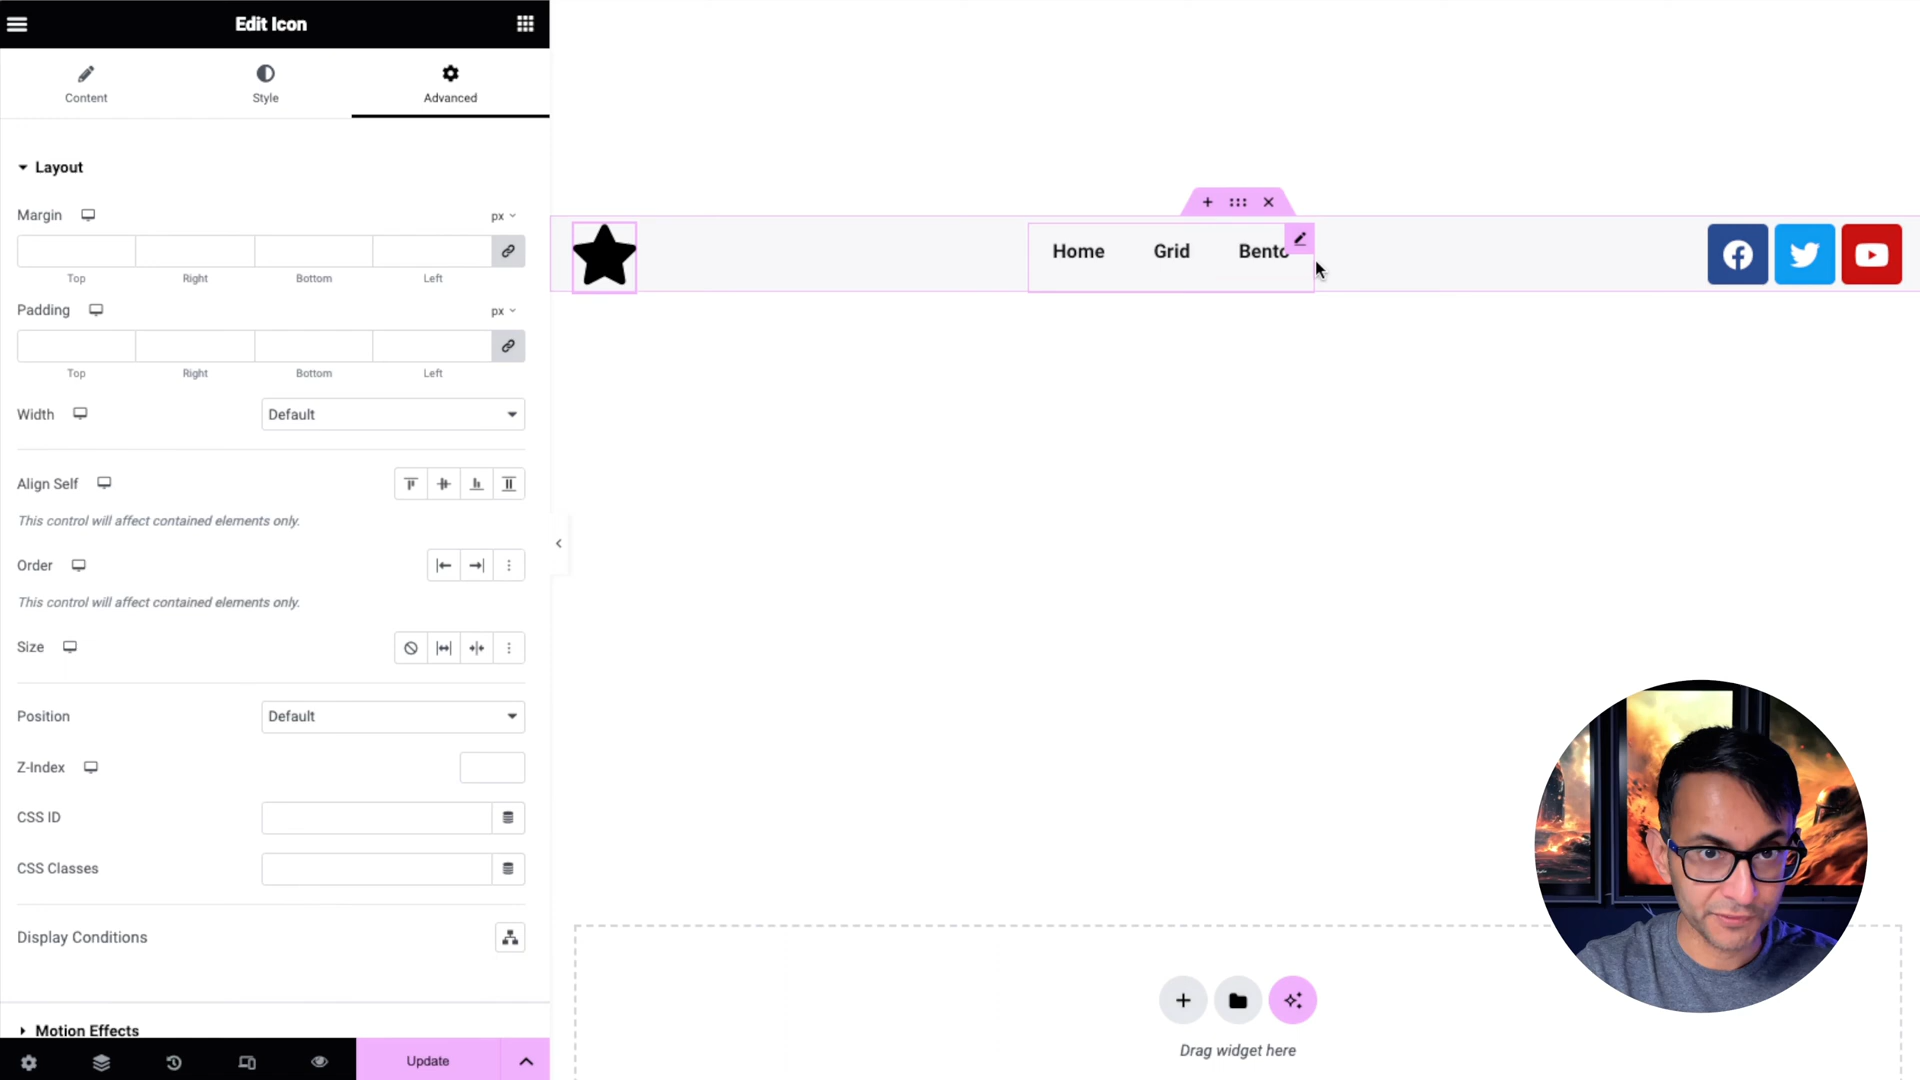 Edit Icon
Content
Style
Advanced
Layout
Margin
px
Top
Right
Bottom
Left
Padding
px
Top
Right
Bottom
Left
Width
Default
Align Self
This control will affect contained elements only.
Order
This control will affect contained elements only.
Size
Position
Default
Z-Index
CSS ID
CSS Classes
Display Conditions
Motion Effects
Update
Home Grid Bento
Drag widget here